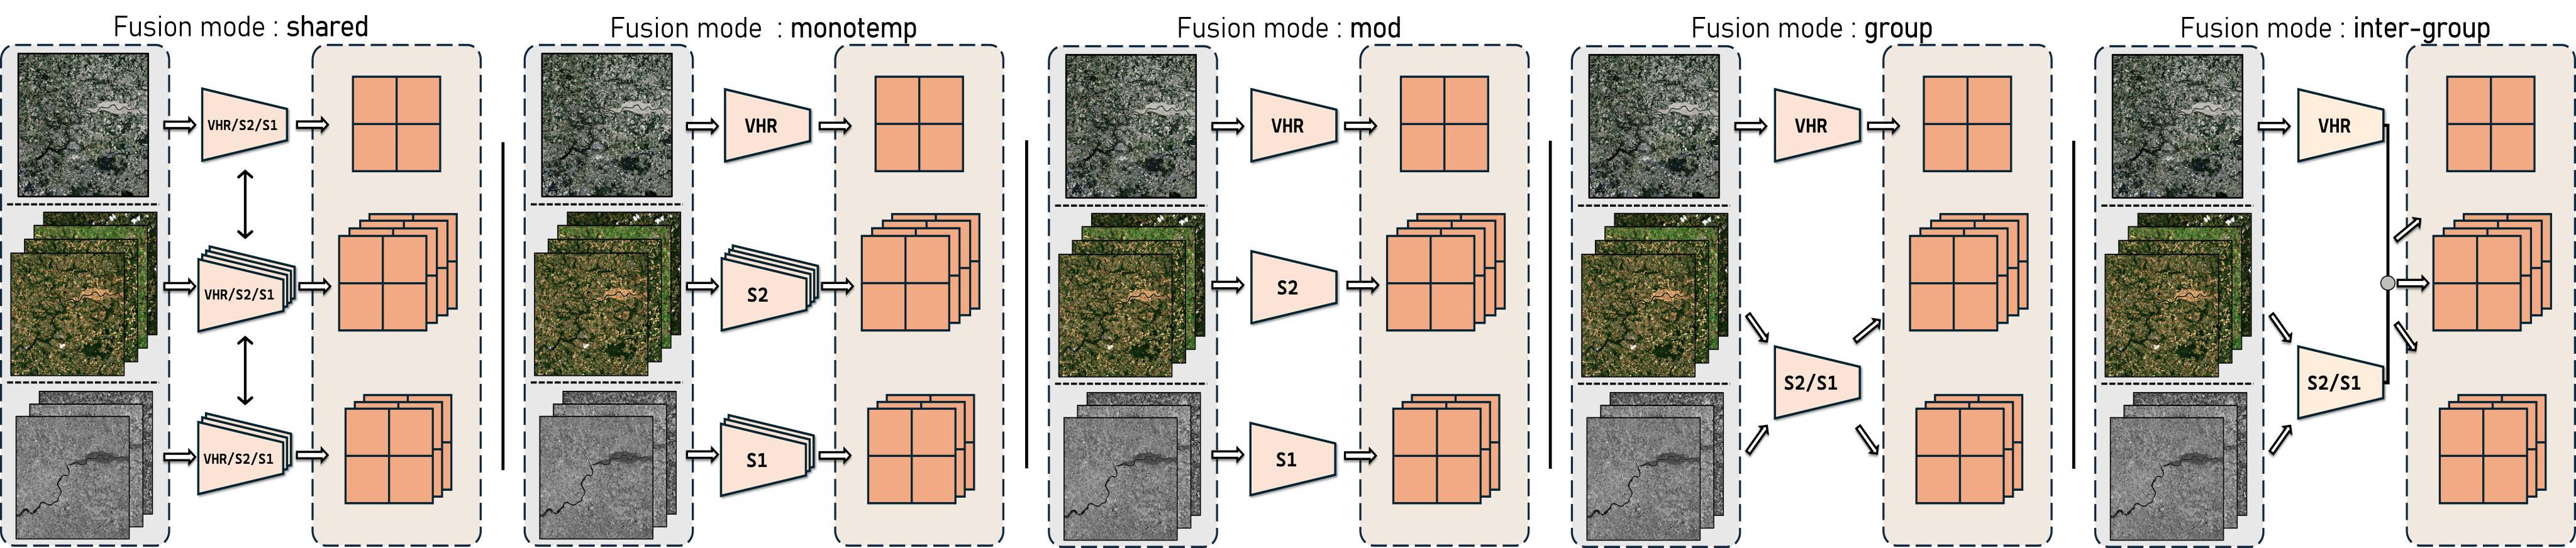 Fusion mode : shared
VHR/S2/S1
VHR/S2/S1
VHR/S2/S1
Fusion mode : monotemp
VHR
S2
S1
Fusion mode : mod
VHR
S2
S1
Fusion mode : group
VHR
S2/S1
Fusion mode : inter-group
VHR
S2/S1